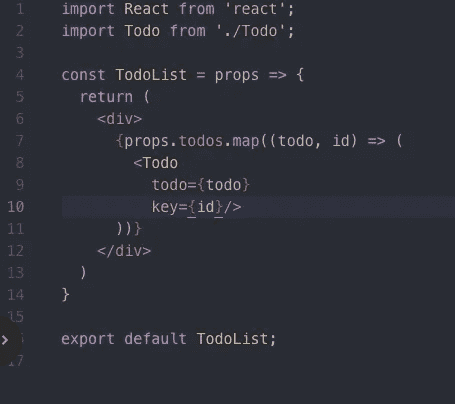 1 import React from 'react';
2 import Todo from './Todo';
3
4 const TodoList = props => {
5   return (
6     <div>
7       {props.todos.map((todo, id) => (
8         <Todo
9           todo={todo}
10           key={id}/>
11       ))}
12     </div>
13   )
14 }
15
export default TodoList;
17